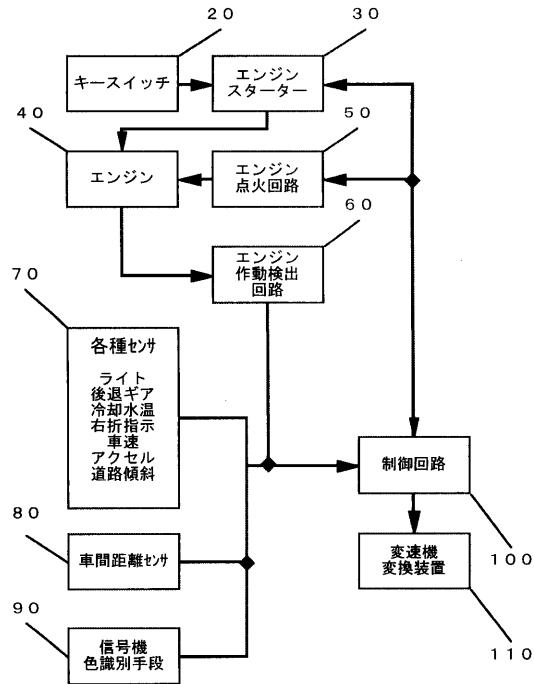 20
30
キースイッチ
エンジン
スターター
40
50
エンジン
エンジン
点火回路
60
エンジン
作動検出
回路
70
各種センサ
ライト
後退ギア
冷却水温
右折指示
車速
アクセル
道路傾斜
制御回路
80
車間距離センサ
100
変速機
変換装置
90
信号機
色識別手段
110